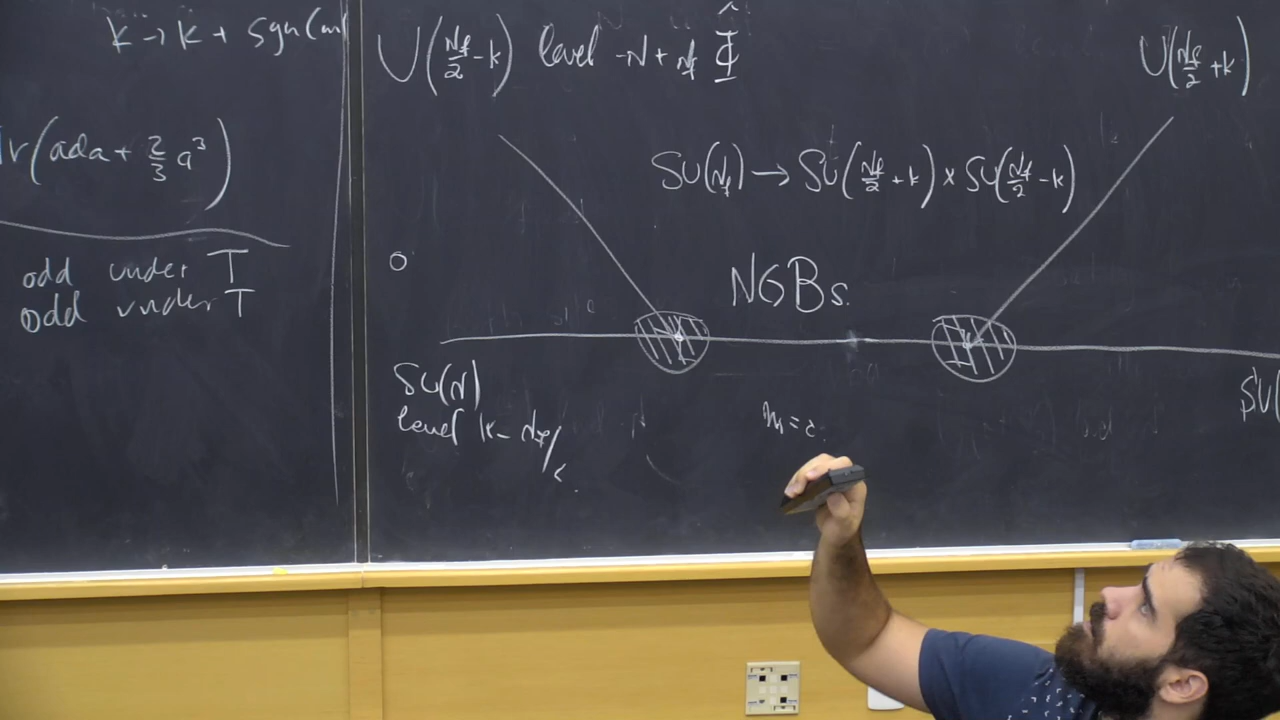 k → k + sgn(m
Tr(ada + 2/3 a³)
odd under T
odd under T
U(Nf/2 - k) level -N + Nf Φ̂
U(Nf/2 + k)
SU(Nf) → SU(Nf/2 + k) × SU(Nf/2 - k)
0
NGBs.
SU(N)
level k - Nf/2.
SU(